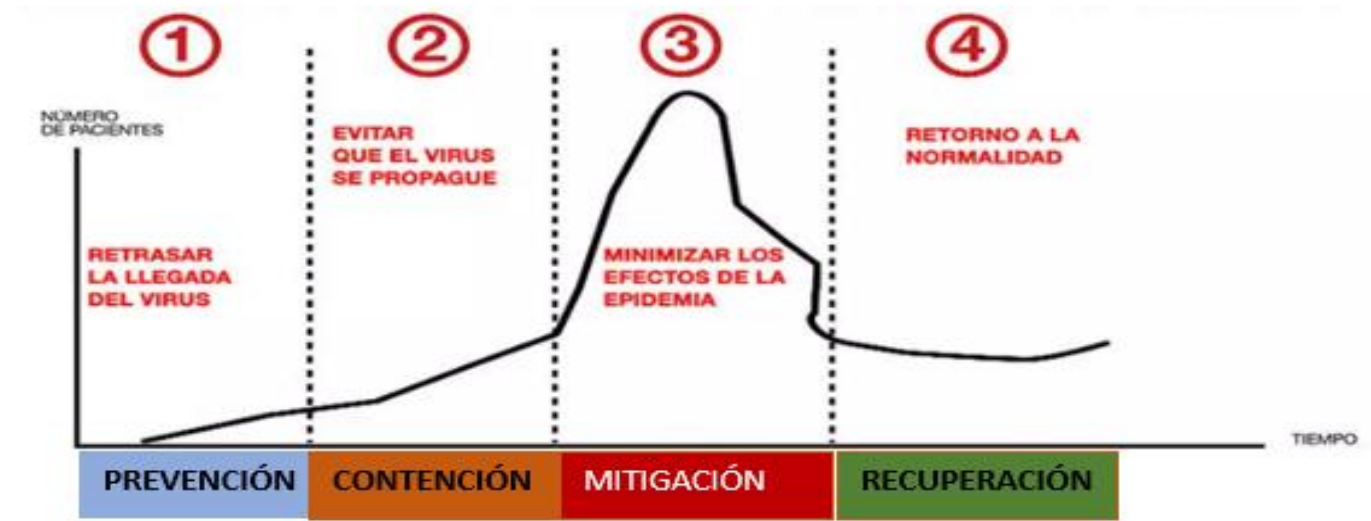 1
2
3
4
NÚMERO
DE PACIENTES
RETRASAR
LA LLEGADA
DEL VIRUS
EVITAR
QUE EL VIRUS
SE PROPAGUE
MINIMIZAR LOS
EFECTOS DE LA
EPIDEMIA
RETORNO A LA
NORMALIDAD
TIEMPO
PREVENCIÓN
CONTENCIÓN
MITIGACIÓN
RECUPERACIÓN